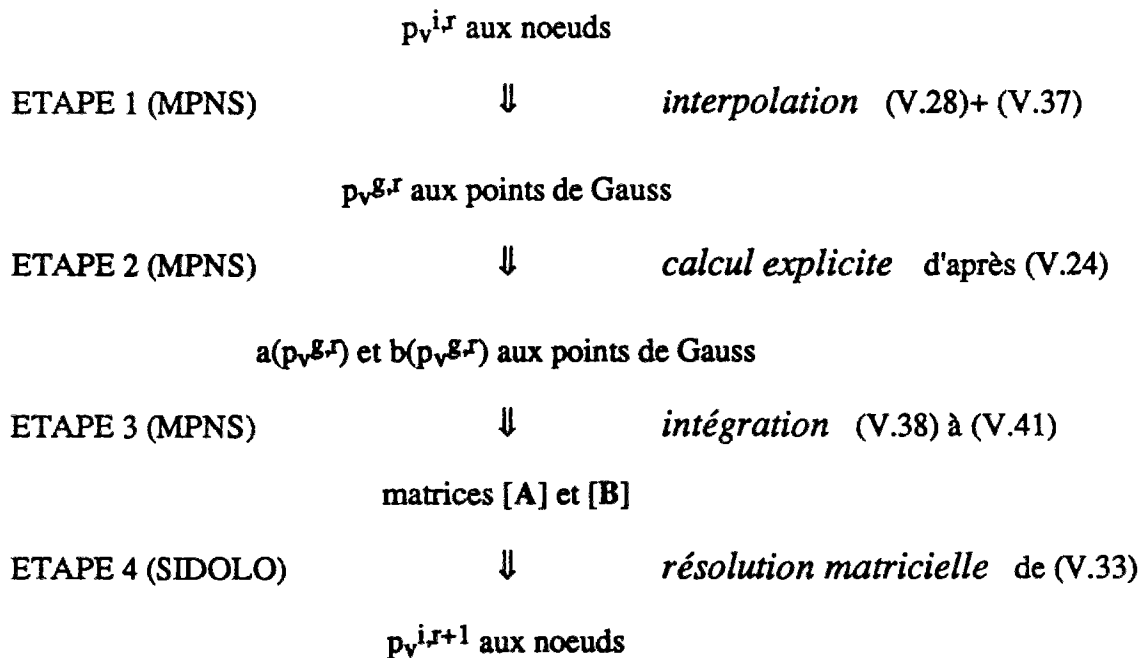 p_v^{i,r} aux noeuds
ETAPE 1 (MPNS) ⇓ interpolation (V.28)+ (V.37)
p_v^{g,r} aux points de Gauss
ETAPE 2 (MPNS) ⇓ calcul explicite d'après (V.24)
a(p_v^{g,r}) et b(p_v^{g,r}) aux points de Gauss
ETAPE 3 (MPNS) ⇓ intégration (V.38) à (V.41)
matrices [A] et [B]
ETAPE 4 (SIDOLO) ⇓ résolution matricielle de (V.33)
p_v^{i,r+1} aux noeuds